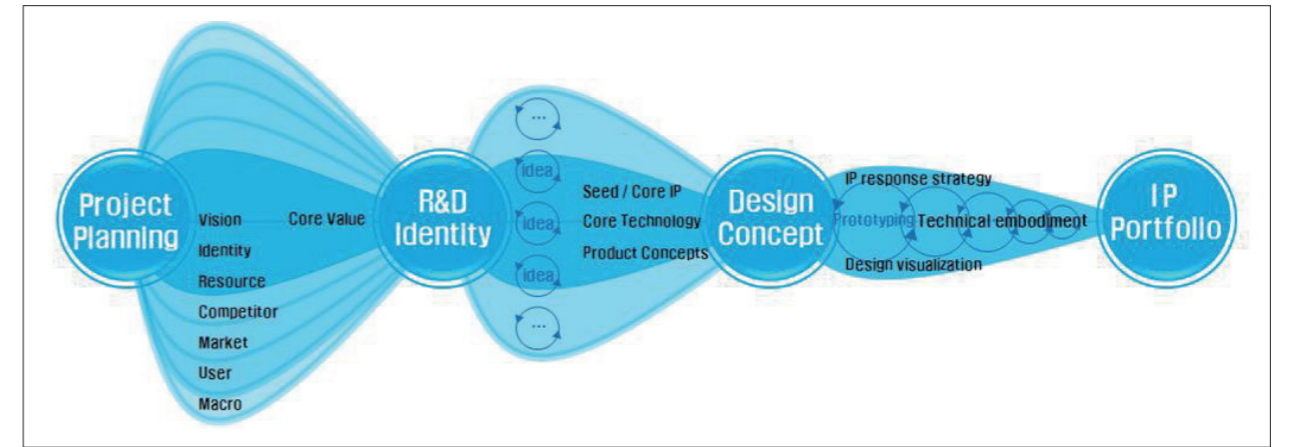 Project
Planning
Vision
Identity
Resource
Competitor
Market
User
Macro
Core Value
R&D
Identity
...
idea
idea
idea
...
Seed / Core IP
Core Technology
Product Concepts
Design
Concept
IP response strategy
Prototyping
Technical embodiment
Design visualization
IP
Portfolio